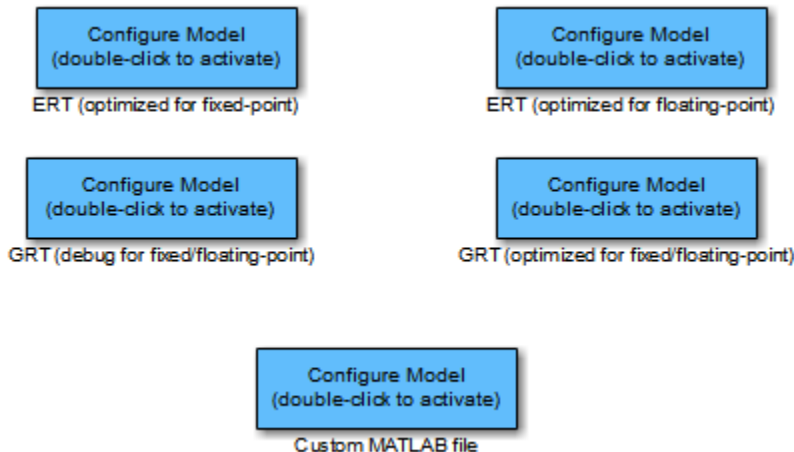 Configure Model
(double-click to activate)
ERT (optimized for fixed-point)
Configure Model
(double-click to activate)
ERT (optimized for floating-point)
Configure Model
(double-click to activate)
GRT (debug for fixed/floating-point)
Configure Model
(double-click to activate)
GRT (optimized for fixed/floating-point)
Configure Model
(double-click to activate)
Custom MATLAB file